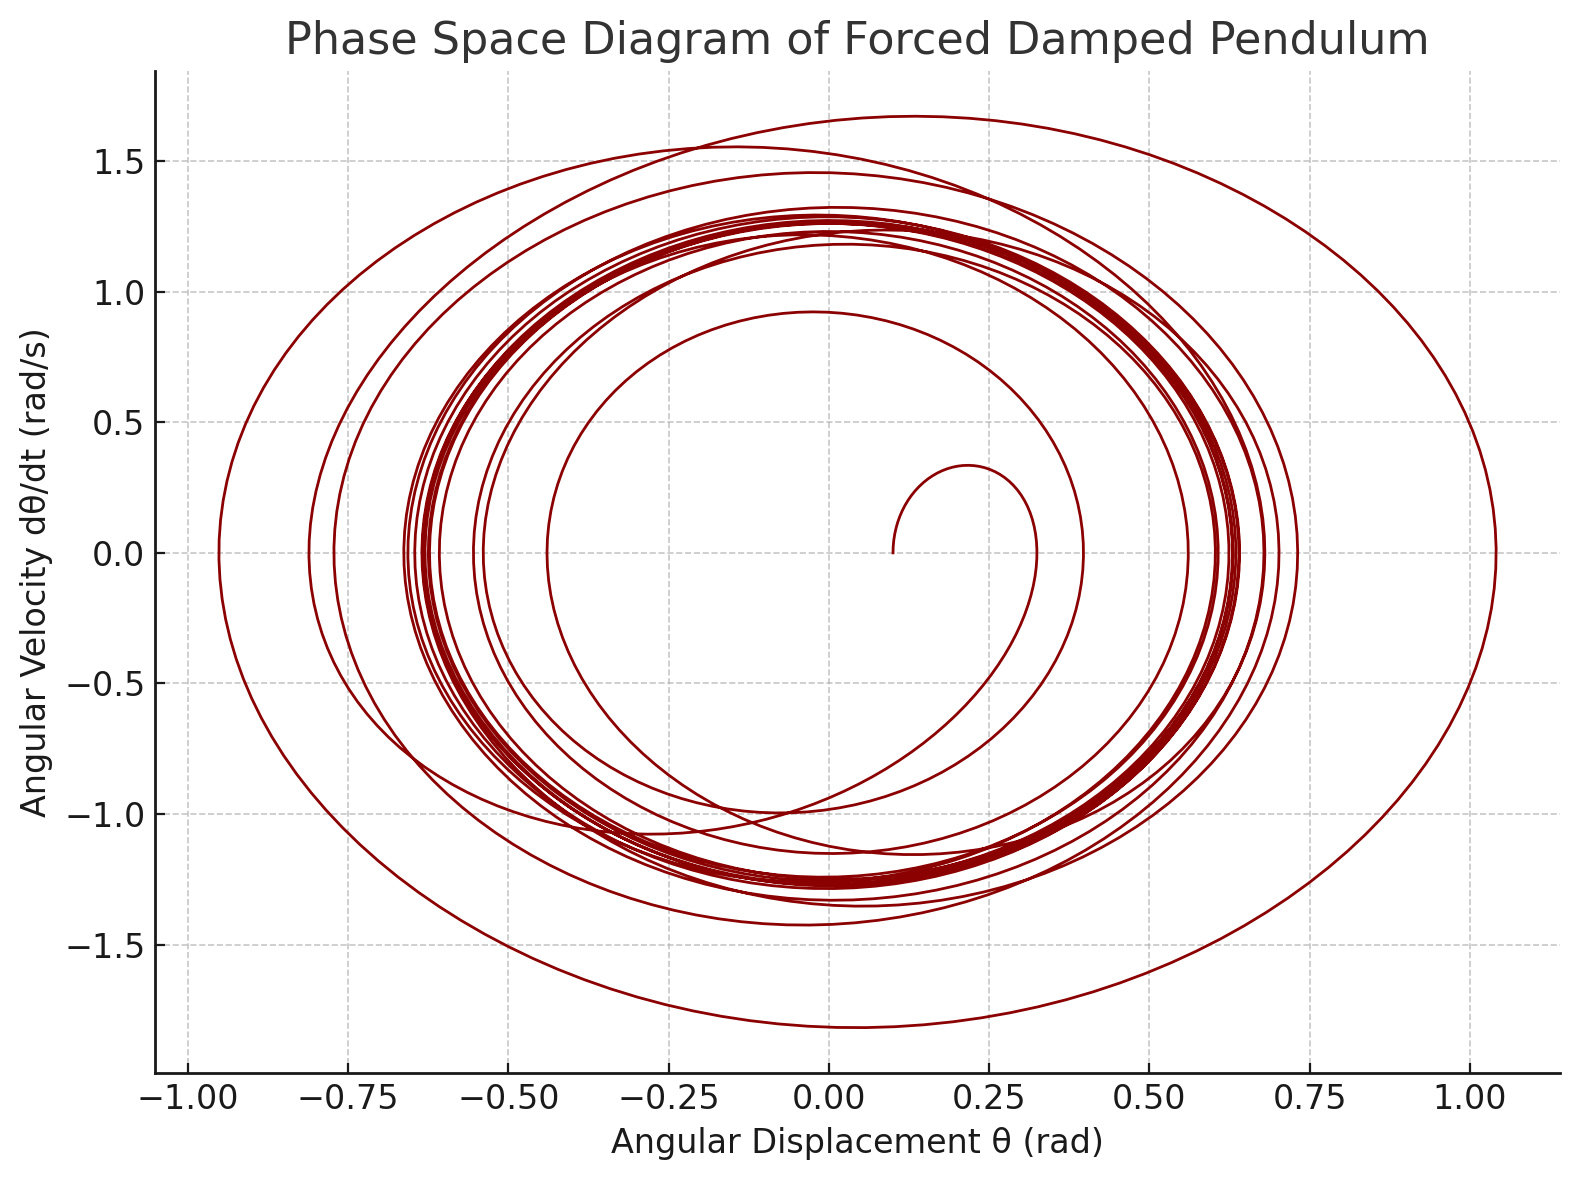 Phase Space Diagram of Forced Damped Pendulum
Angular Velocity dθ/dt (rad/s)
1.5
1.0
0.5
0.0
−0.5
−1.0
−1.5
−1.00 −0.75 −0.50 −0.25 0.00 0.25 0.50 0.75 1.00
Angular Displacement θ (rad)